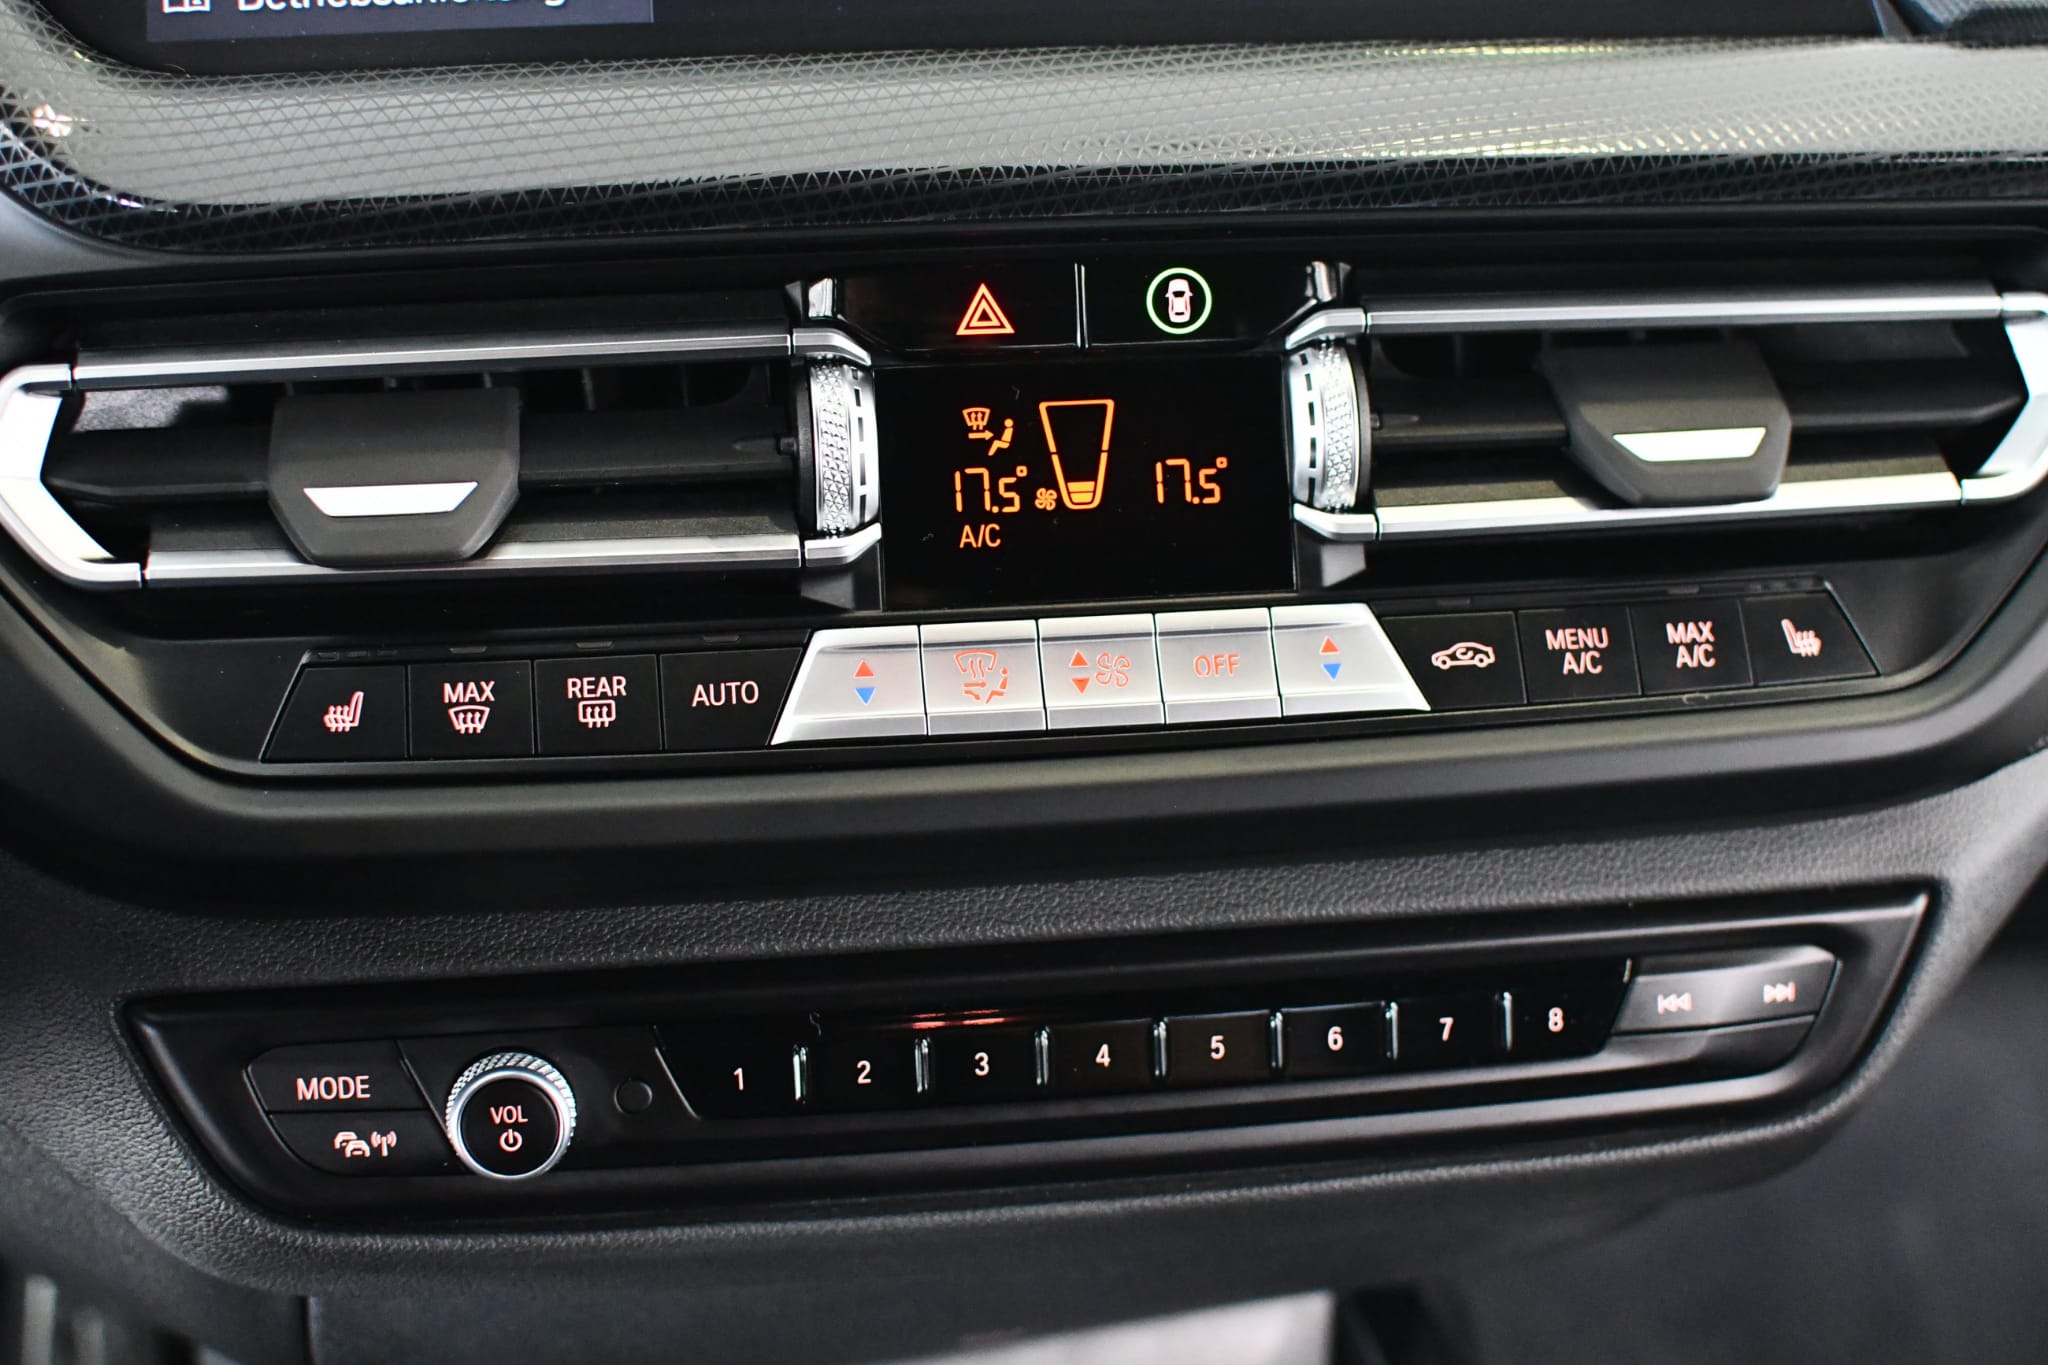 Betriebsanleitung
17.5°
17.5°
A/C
MAX
REAR
AUTO
OFF
MENU
A/C
MAX
A/C
MODE
VOL
1
2
3
4
5
6
7
8